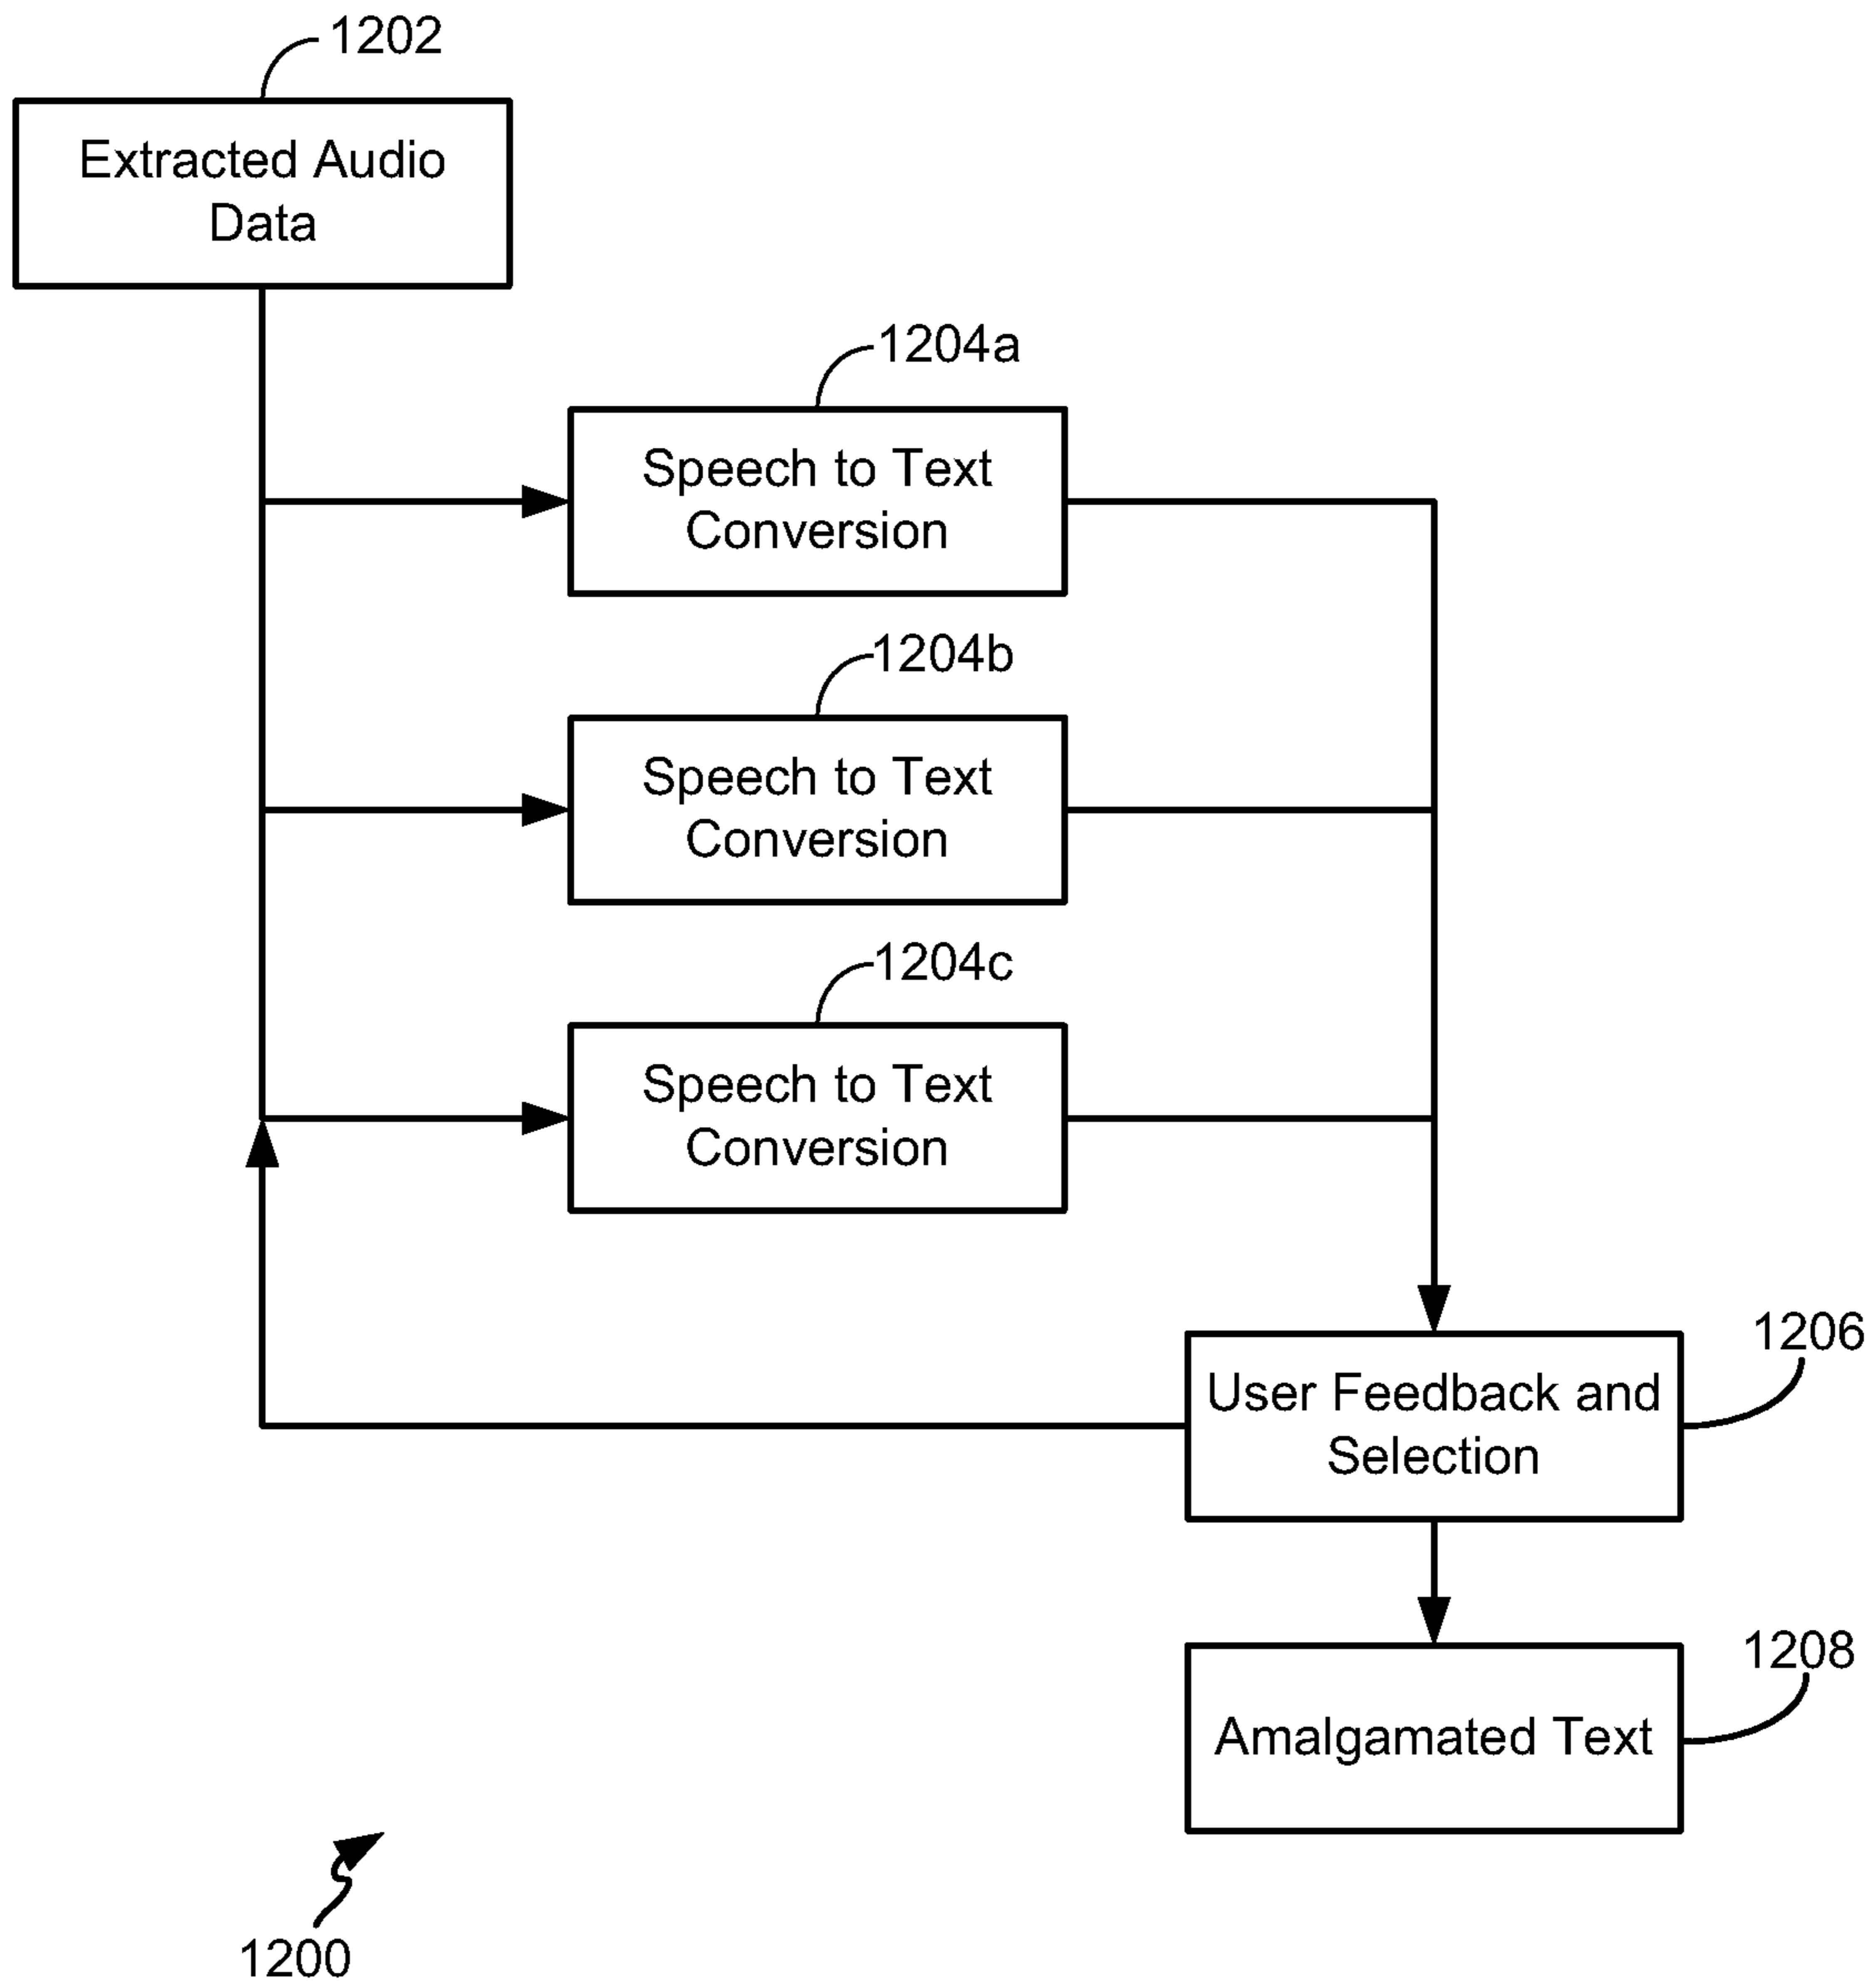 1202
Extracted Audio
Data
1204a
Speech to Text
Conversion
1204b
Speech to Text
Conversion
1204c
Speech to Text
Conversion
1206
User Feedback and
Selection
1208
Amalgamated Text
1200